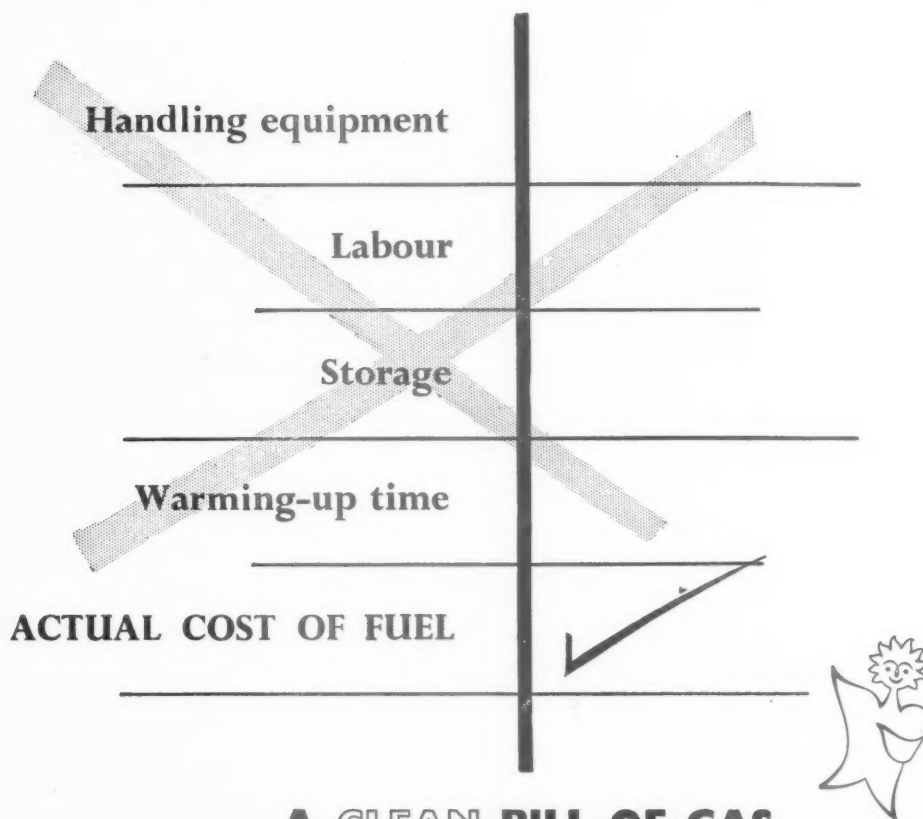 Handling equipment
Labour
Storage
Warming-up time
ACTUAL COST OF FUEL
A CLEAN BILL OF GAS